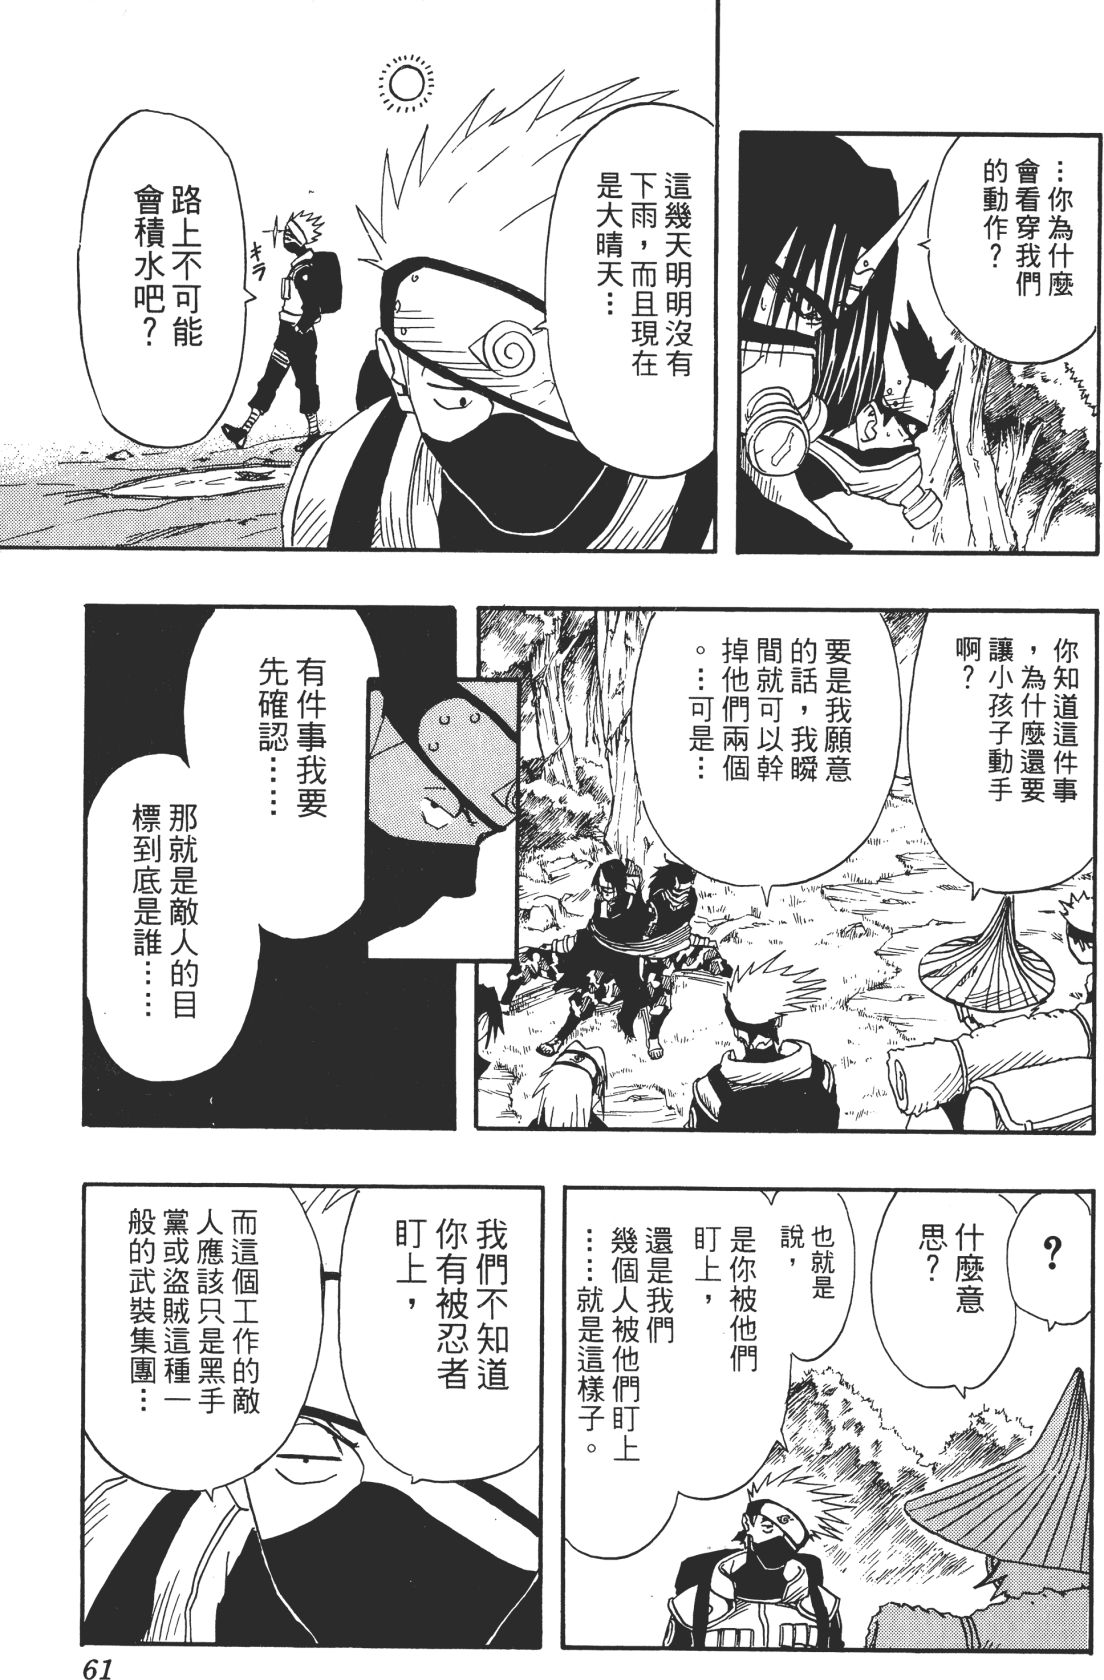 …你為什麼
會看穿我們
的動作？
這幾天明明沒有
下雨，而且現在
是大晴天…
キラ
路上不可能
會積水吧？
你知道這件事
，為什麼還要
讓小孩子動手
啊？
要是我願意
的話，我瞬
間就可以幹
掉他們兩個
。…可是…
有件事我要
先確認……
那就是敵人的目
標到底是誰……
？
什麼意
思？
也就是
說，
是你被他們
盯上，
還是我們
幾個人被他們盯上
……就是這樣子。
我們不知道
你有被忍者
盯上，
而這個工作的敵
人應該只是黑手
黨或盜賊這種一
般的武裝集團…
61